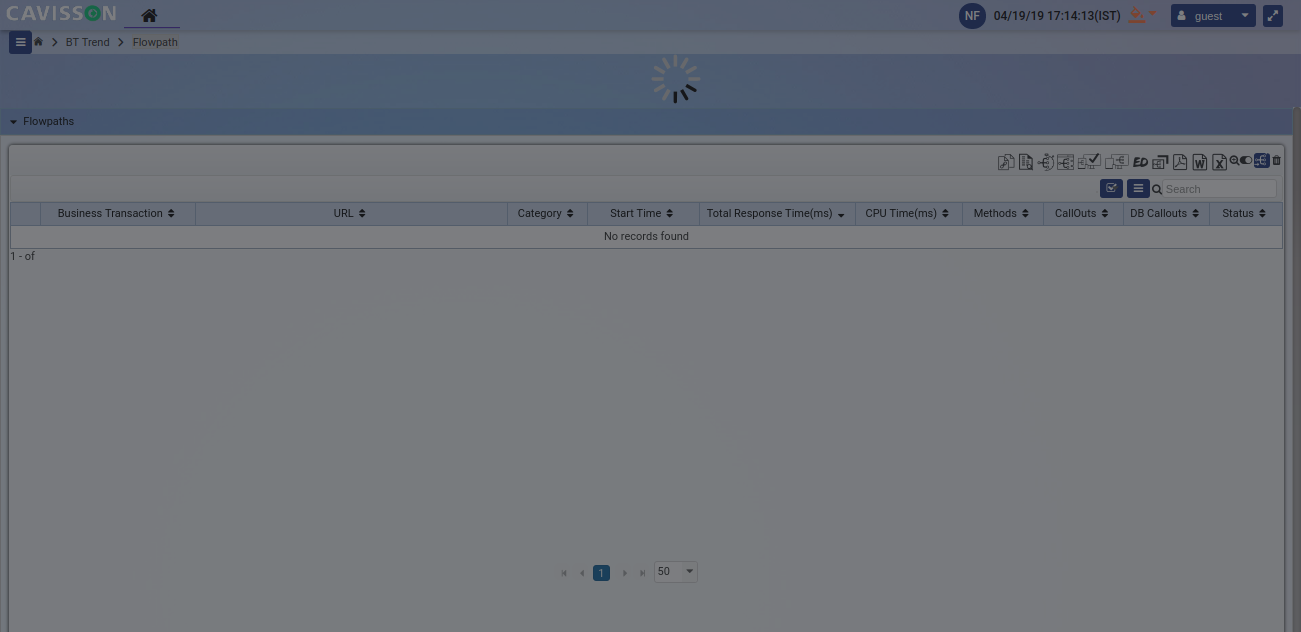 CAVISSON
NF 04/19/19 17:14:13(IST) guest
BT Trend Flowpath
Flowpaths
ED W X
Search
Business Transaction URL Category Start Time Total Response Time(ms) CPU Time(ms) Methods CallOuts DB Callouts Status
No records found
1 - of
1 50